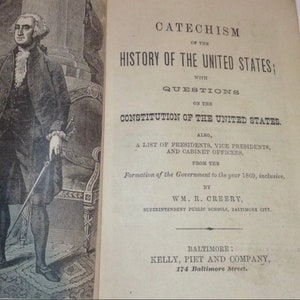 CATECHISM
OF THE
HISTORY OF THE UNITED STATES;
WITH
QUESTIONS
ON THE
CONSTITUTION OF THE UNITED STATES.
ALSO,
A LIST OF PRESIDENTS, VICE PRESIDENTS,
AND CABINET OFFICERS,
FROM THE
Formation of the Government to the year 1869, inclusive.
BY
WM. R. CREERY,
SUPERINTENDENT PUBLIC SCHOOLS, BALTIMORE CITY.
BALTIMORE:
KELLY, PIET AND COMPANY,
174 Baltimore Street.